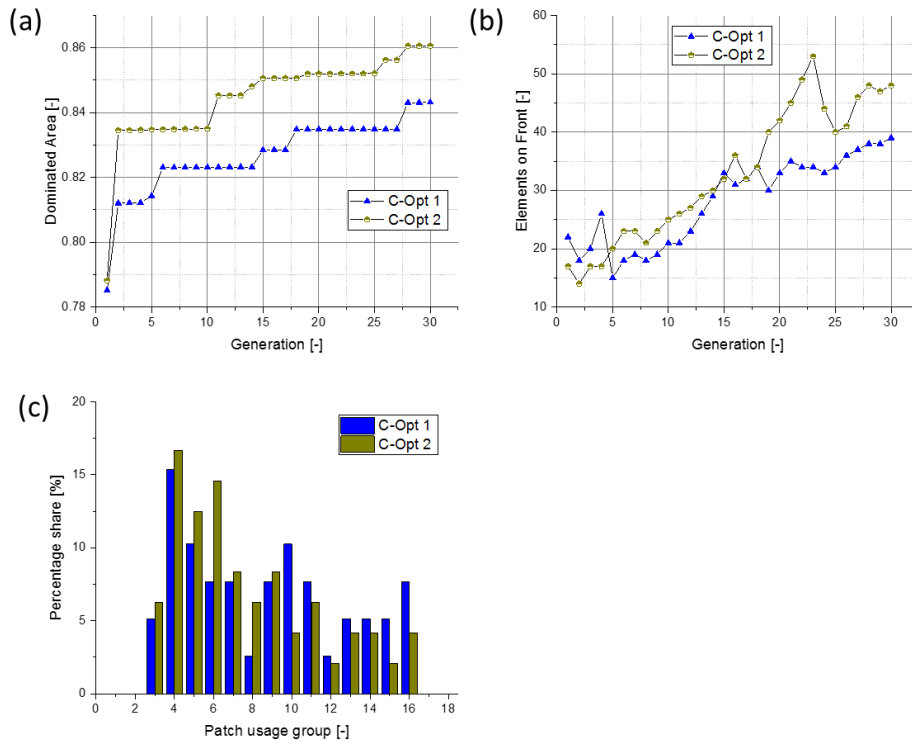 (a)
Dominated Area [-]
0.86
0.84
0.82
0.80
0.78
C-Opt 1
C-Opt 2
0 5 10 15 20 25 30
Generation [-]
(b)
Elements on Front [-]
60
50
40
30
20
10
C-Opt 1
C-Opt 2
0 5 10 15 20 25 30
Generation [-]
(c)
Percentage share [%]
20
15
10
5
0
C-Opt 1
C-Opt 2
0 2 4 6 8 10 12 14 16 18
Patch usage group [-]